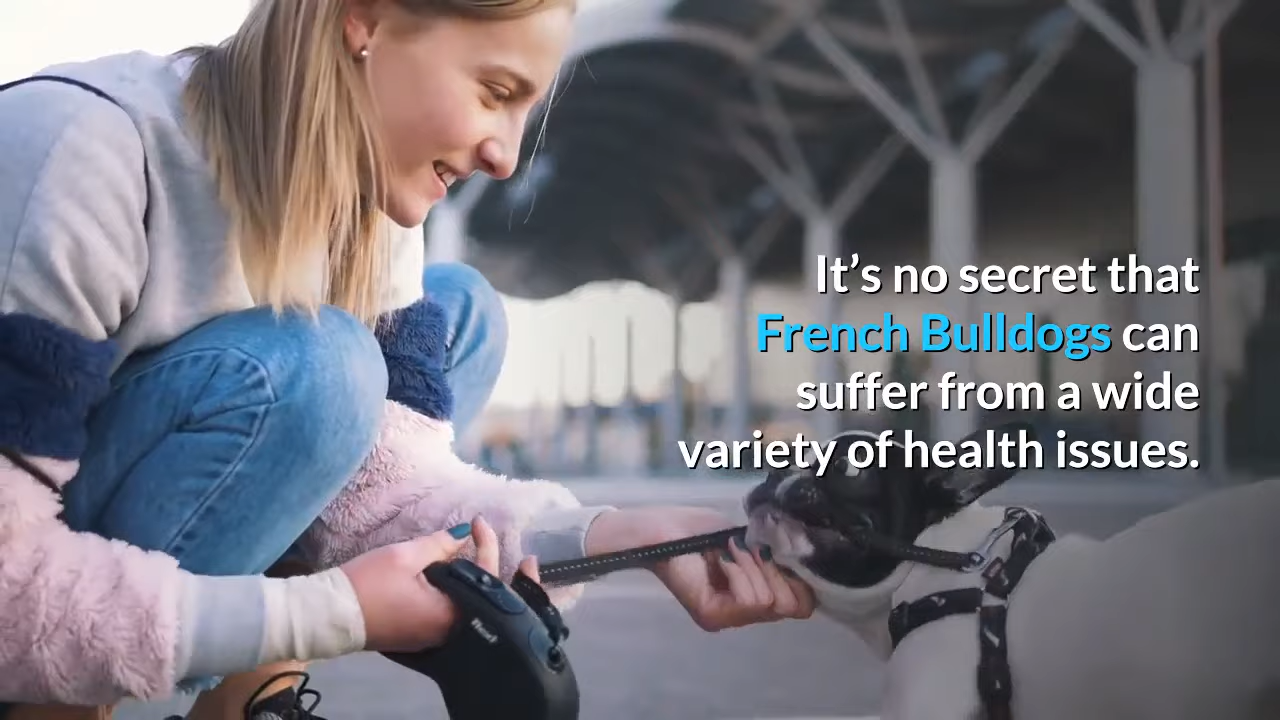 It’s no secret that
French Bulldogs can
suffer from a wide
variety of health issues.